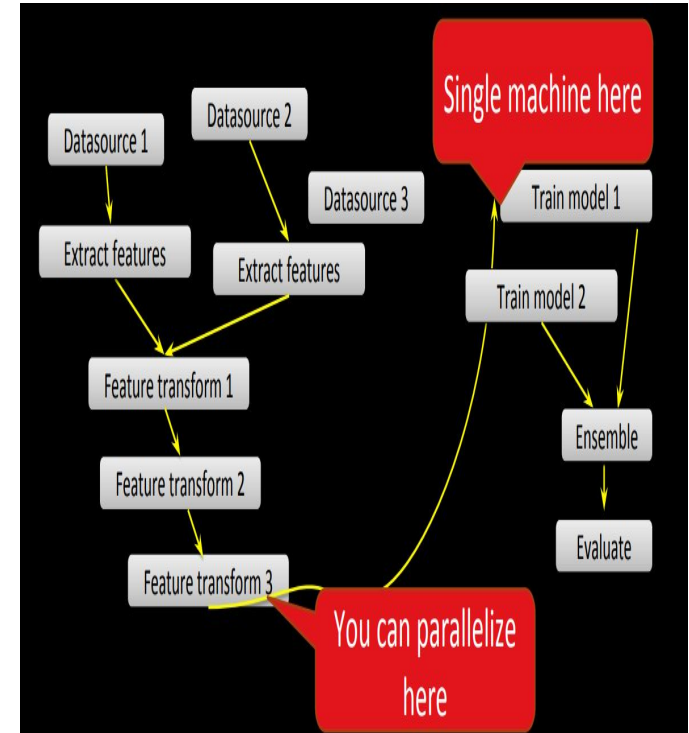 Single machine here
Datasource 1
Datasource 2
Datasource 3
Extract features
Extract features
Train model 1
Train model 2
Feature transform 1
Feature transform 2
Feature transform 3
Ensemble
Evaluate
You can parallelize
here